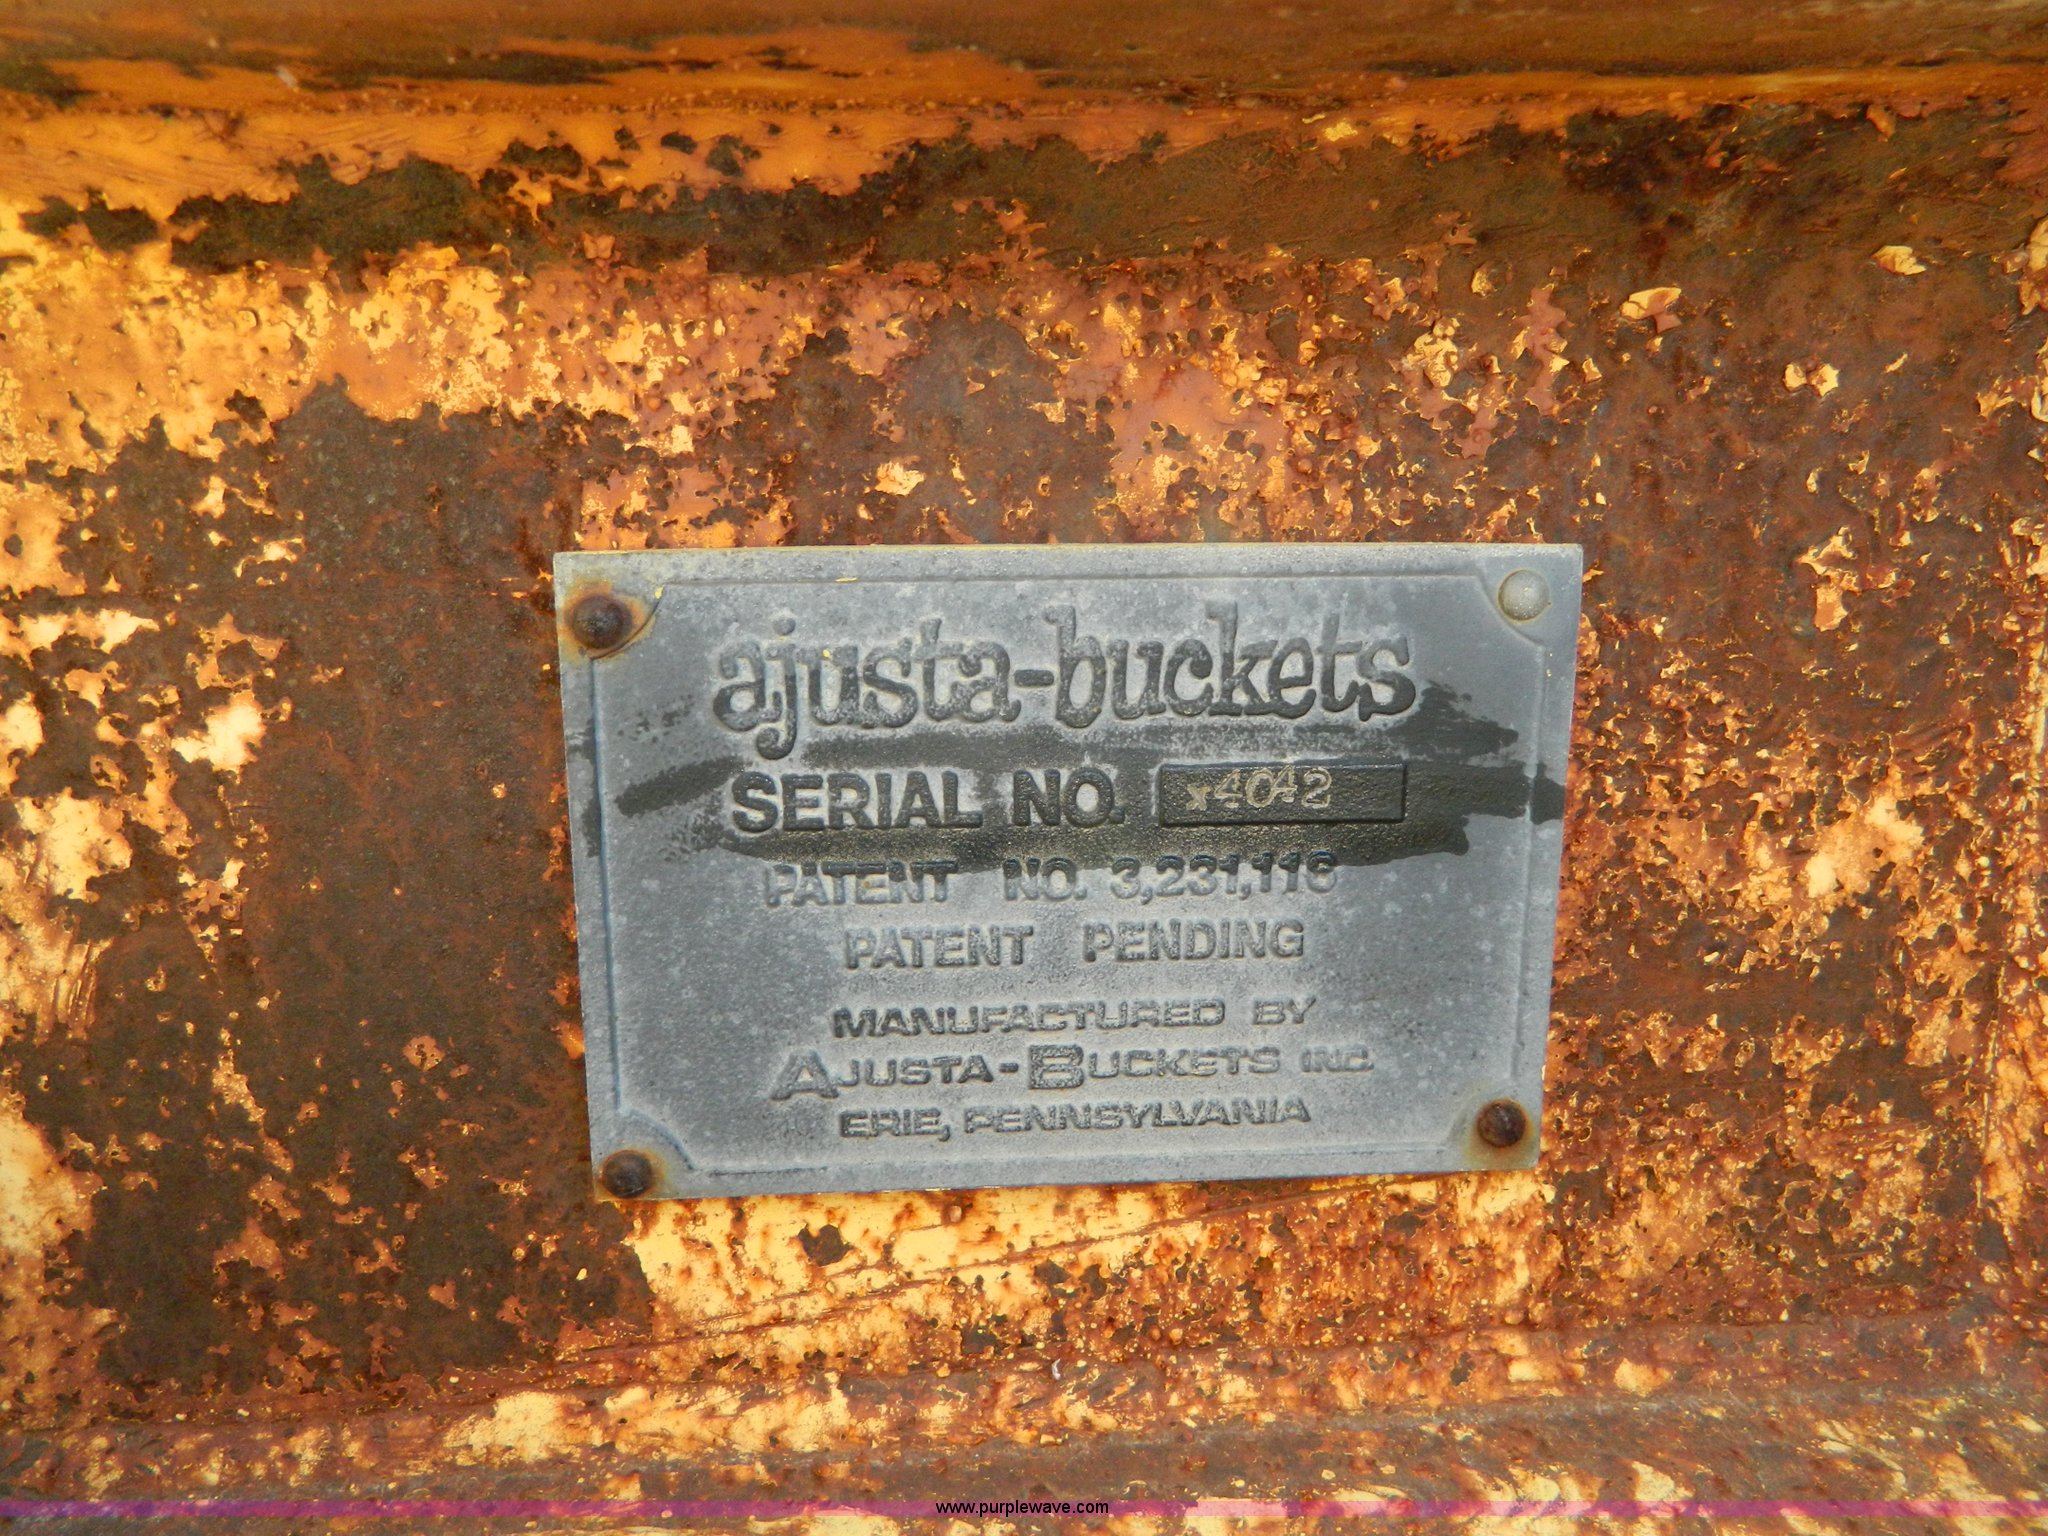 ajusta-buckets
SERIAL NO. x4042
PATENT NO. 3,231,116
PATENT PENDING
MANUFACTURED BY
AJUSTA-BUCKETS INC.
ERIE, PENNSYLVANIA
www.purplewave.com